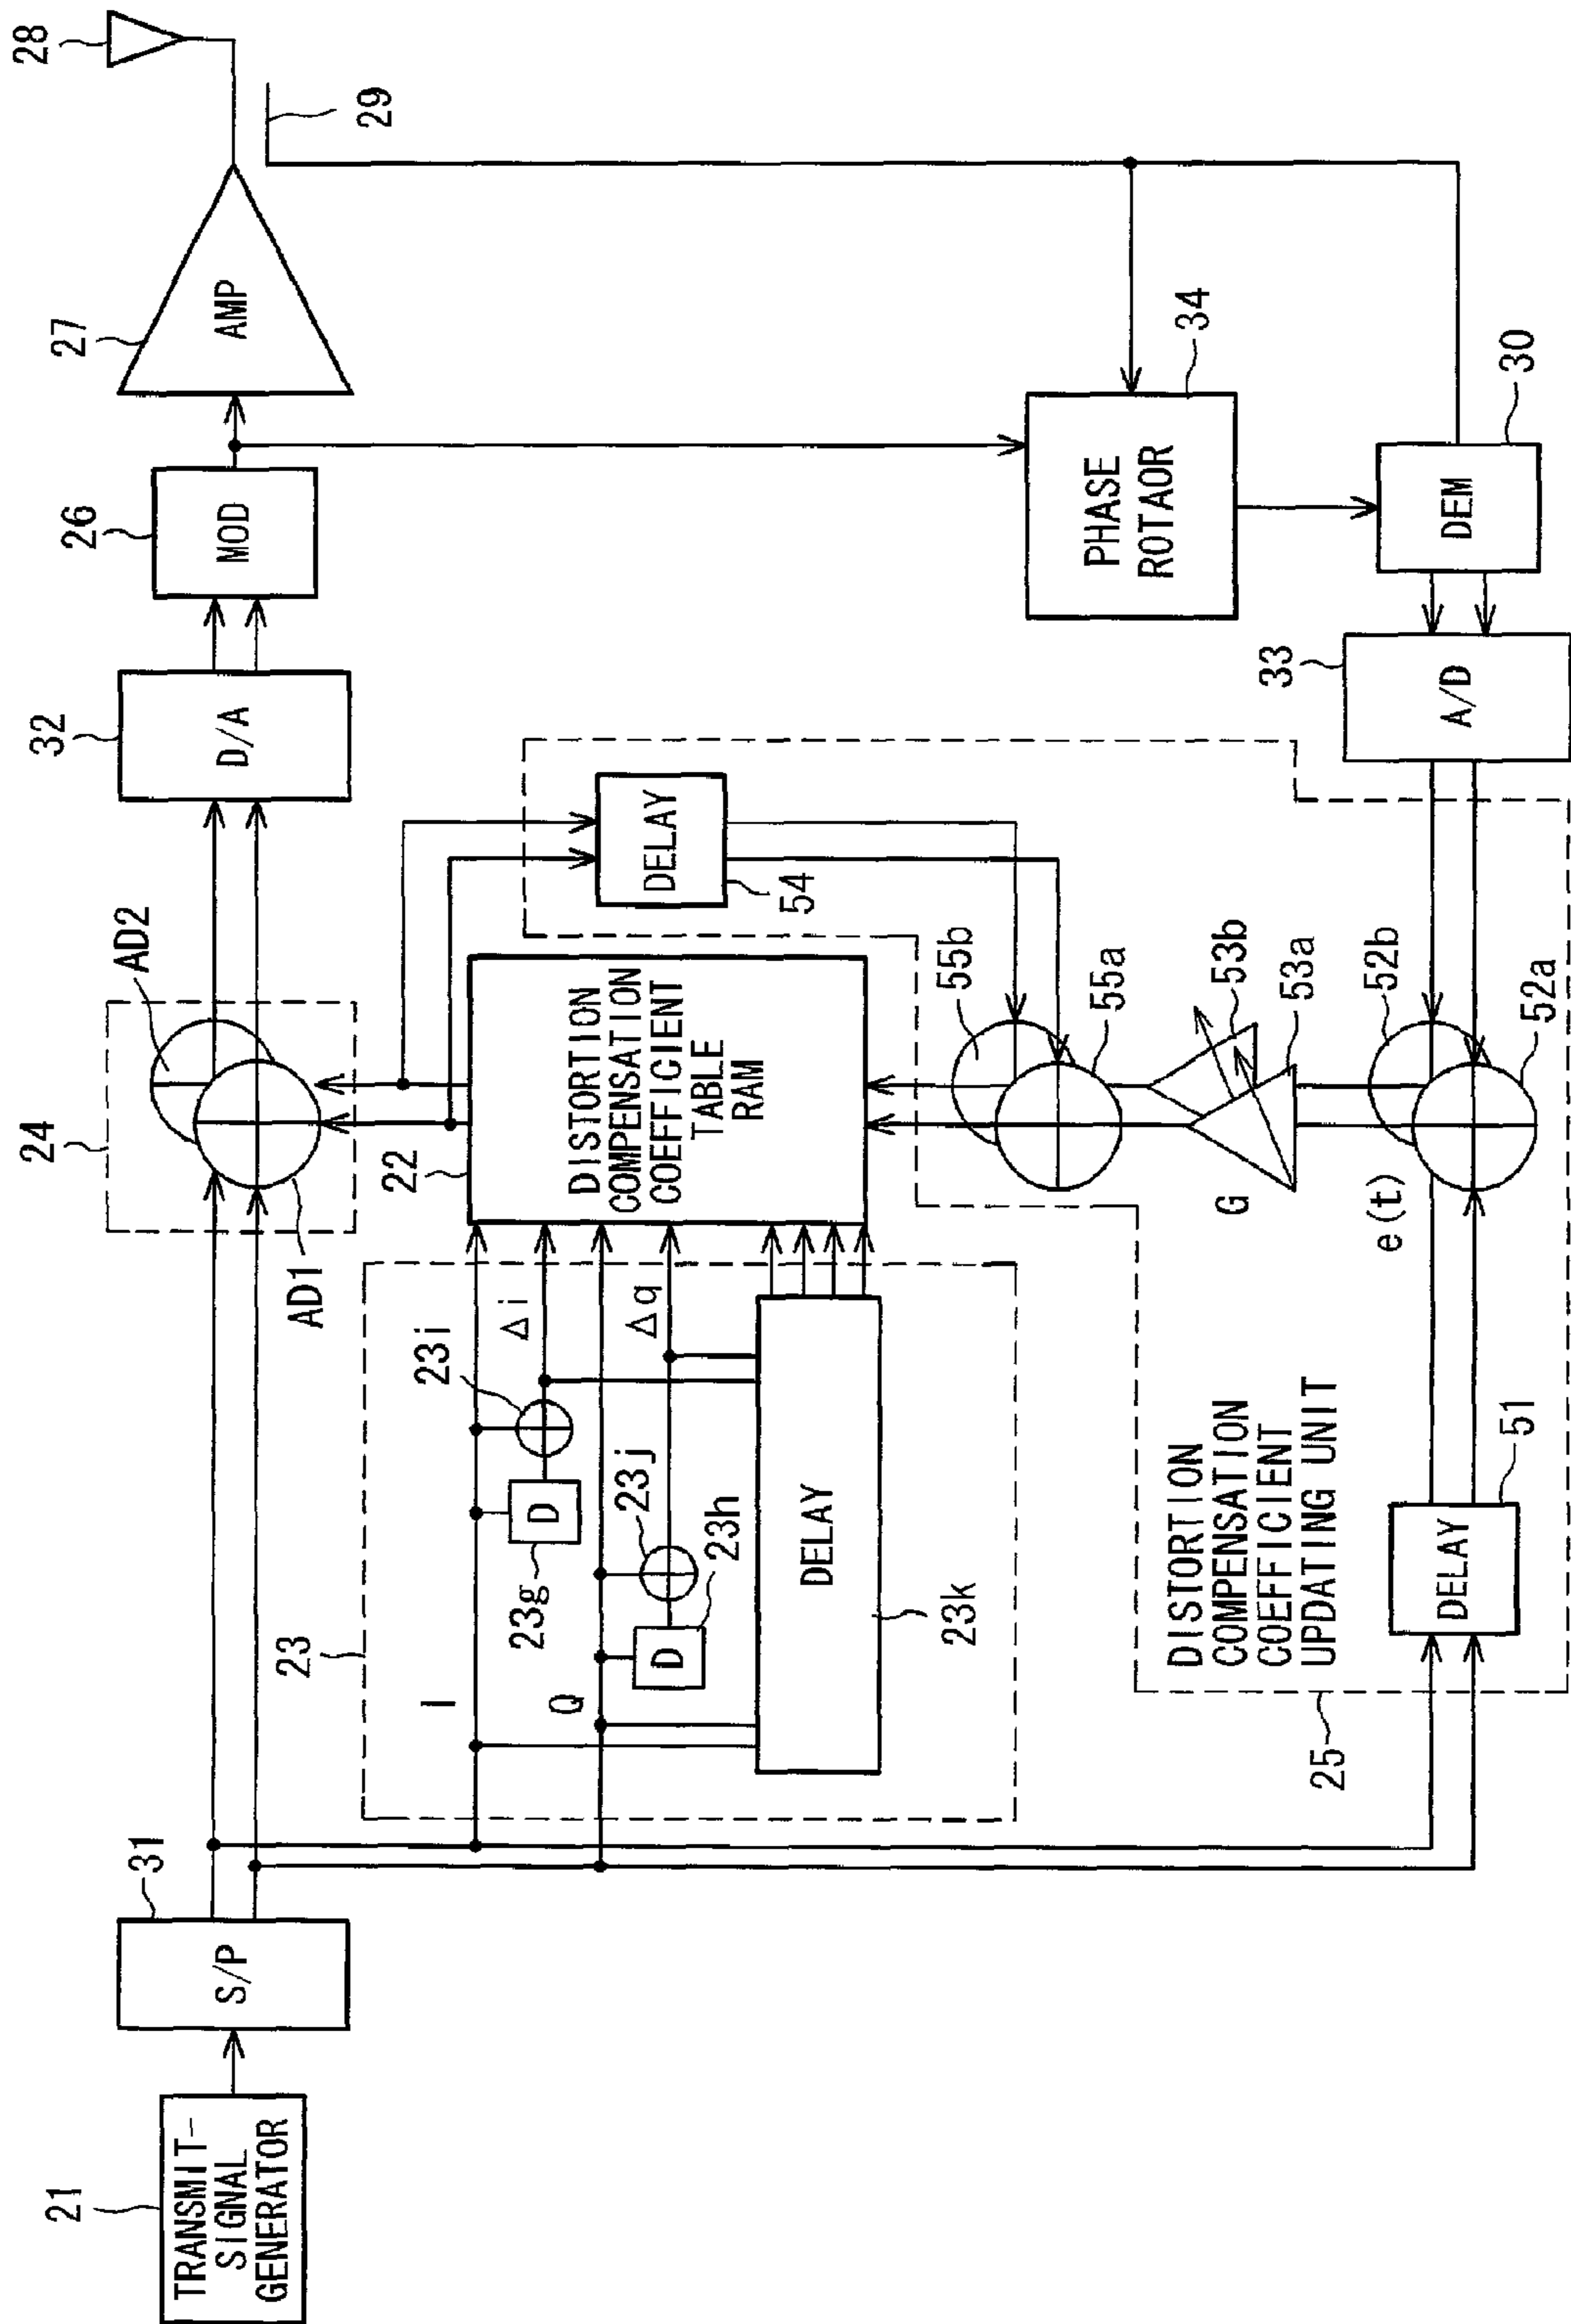 21
TRANSMIT-
SIGNAL
GENERATOR
31
S/P
24
AD1
AD2
32
D/A
26
MOD
27
AMP
28
29
23
I
Q
23g
D
23i
Δi
23j
Δq
D
23h
DELAY
23k
22
DISTORTION
COMPENSATION
COEFFICIENT
TABLE
RAM
DELAY
54
55b
55a
53b
53a
G
52b
52a
e(t)
25
DISTORTION
COMPENSATION
COEFFICIENT
UPDATING UNIT
DELAY
51
33
A/D
34
PHASE
ROTAOR
30
DEM